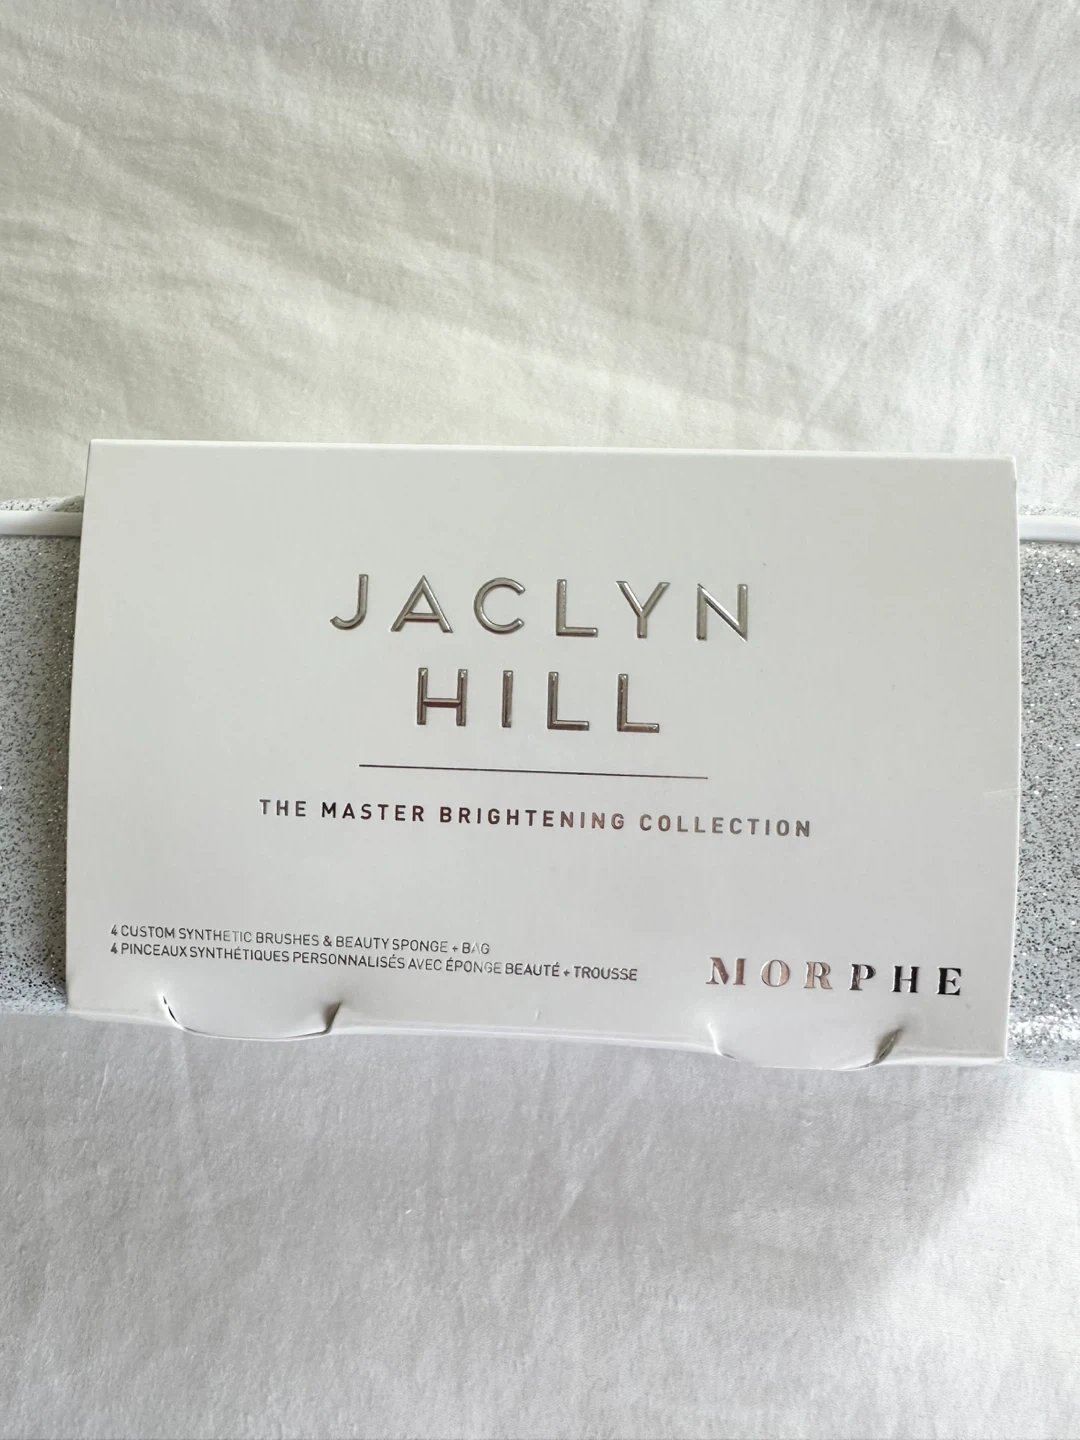 JACLYN
HILL
THE MASTER BRIGHTENING COLLECTION
4 CUSTOM SYNTHETIC BRUSHES & BEAUTY SPONGE + BAG
4 PINCEAUX SYNTHÉTIQUES PERSONNALISÉS AVEC ÉPONGE BEAUTÉ + TROUSSE
MORPHE